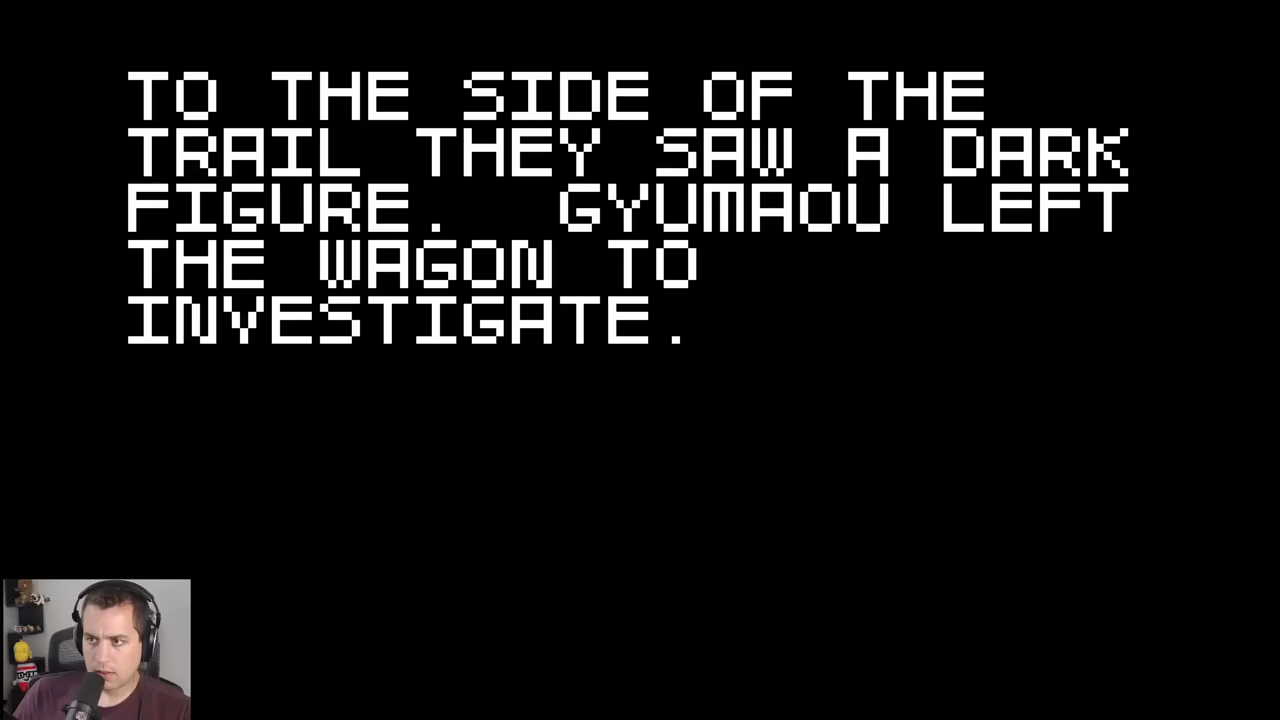 TO THE SIDE OF THE
TRAIL THEY SAW A DARK
FIGURE.  GYUMAOU LEFT
THE WAGON TO
INVESTIGATE.